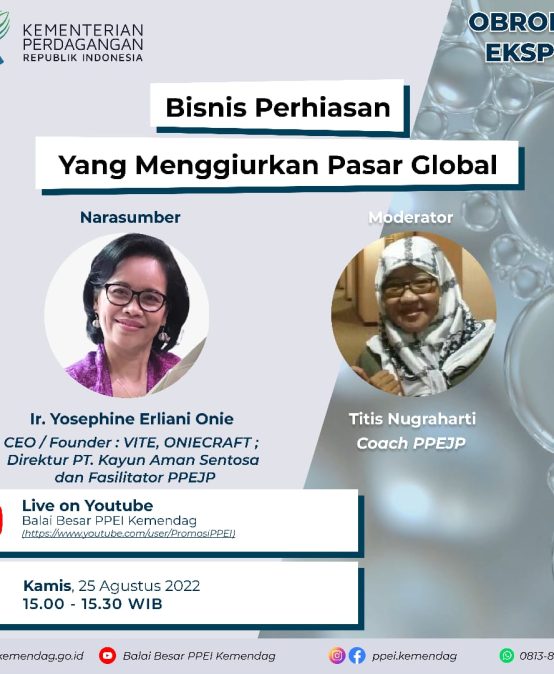 KEMENTERIAN
PERDAGANGAN
REPUBLIK INDONESIA
Bisnis Perhiasan
Yang Menggiurkan Pasar Global
Narasumber
Moderator
Ir. Yosephine Erliani Onie
CEO / Founder : VITE, ONIECRAFT ;
Direktur PT. Kayun Aman Sentosa
dan Fasilitator PPEJP
Titis Nugraharti
Coach PPEJP
Live on Youtube
Balai Besar PPEI Kemendag
(https://www.youtube.com/user/PromosiPPEI)
Kamis, 25 Agustus 2022
15.00 - 15.30 WIB
kemendag.go.id
Balai Besar PPEI Kemendag
ppei.kemendag
0813-8